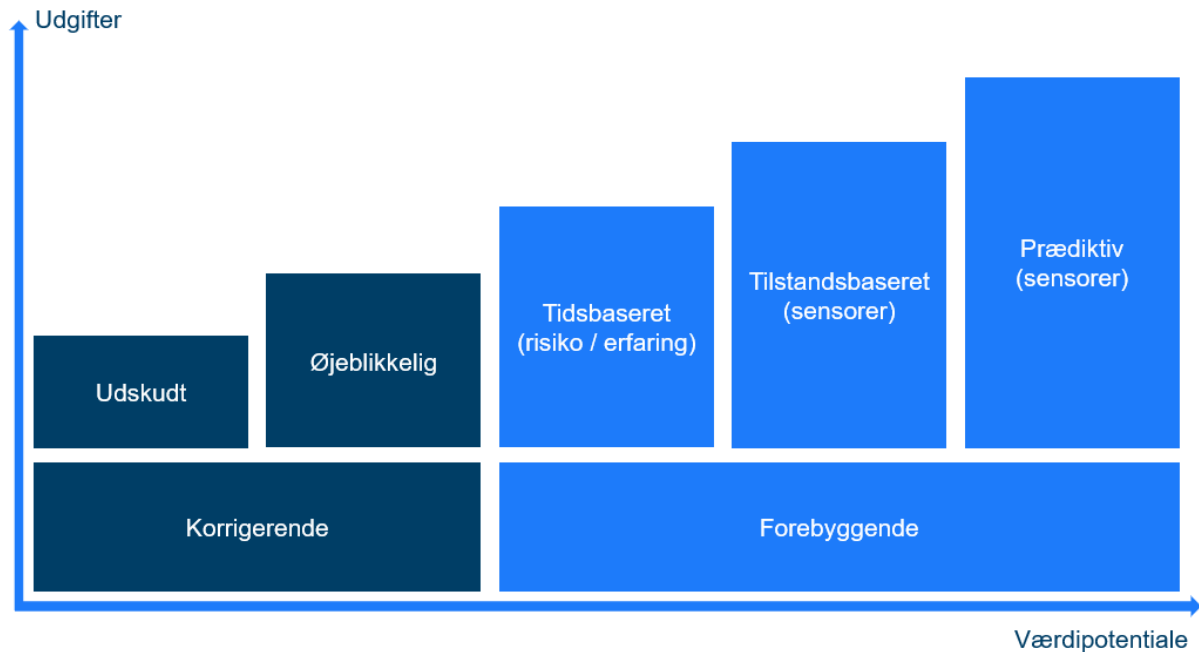 Udgifter
Udskudt
Øjeblikkelig
Tidsbaseret
(risiko / erfaring)
Tilstandsbaseret
(sensorer)
Prædiktiv
(sensorer)
Korrigerende
Forebyggende
Værdipotentiale